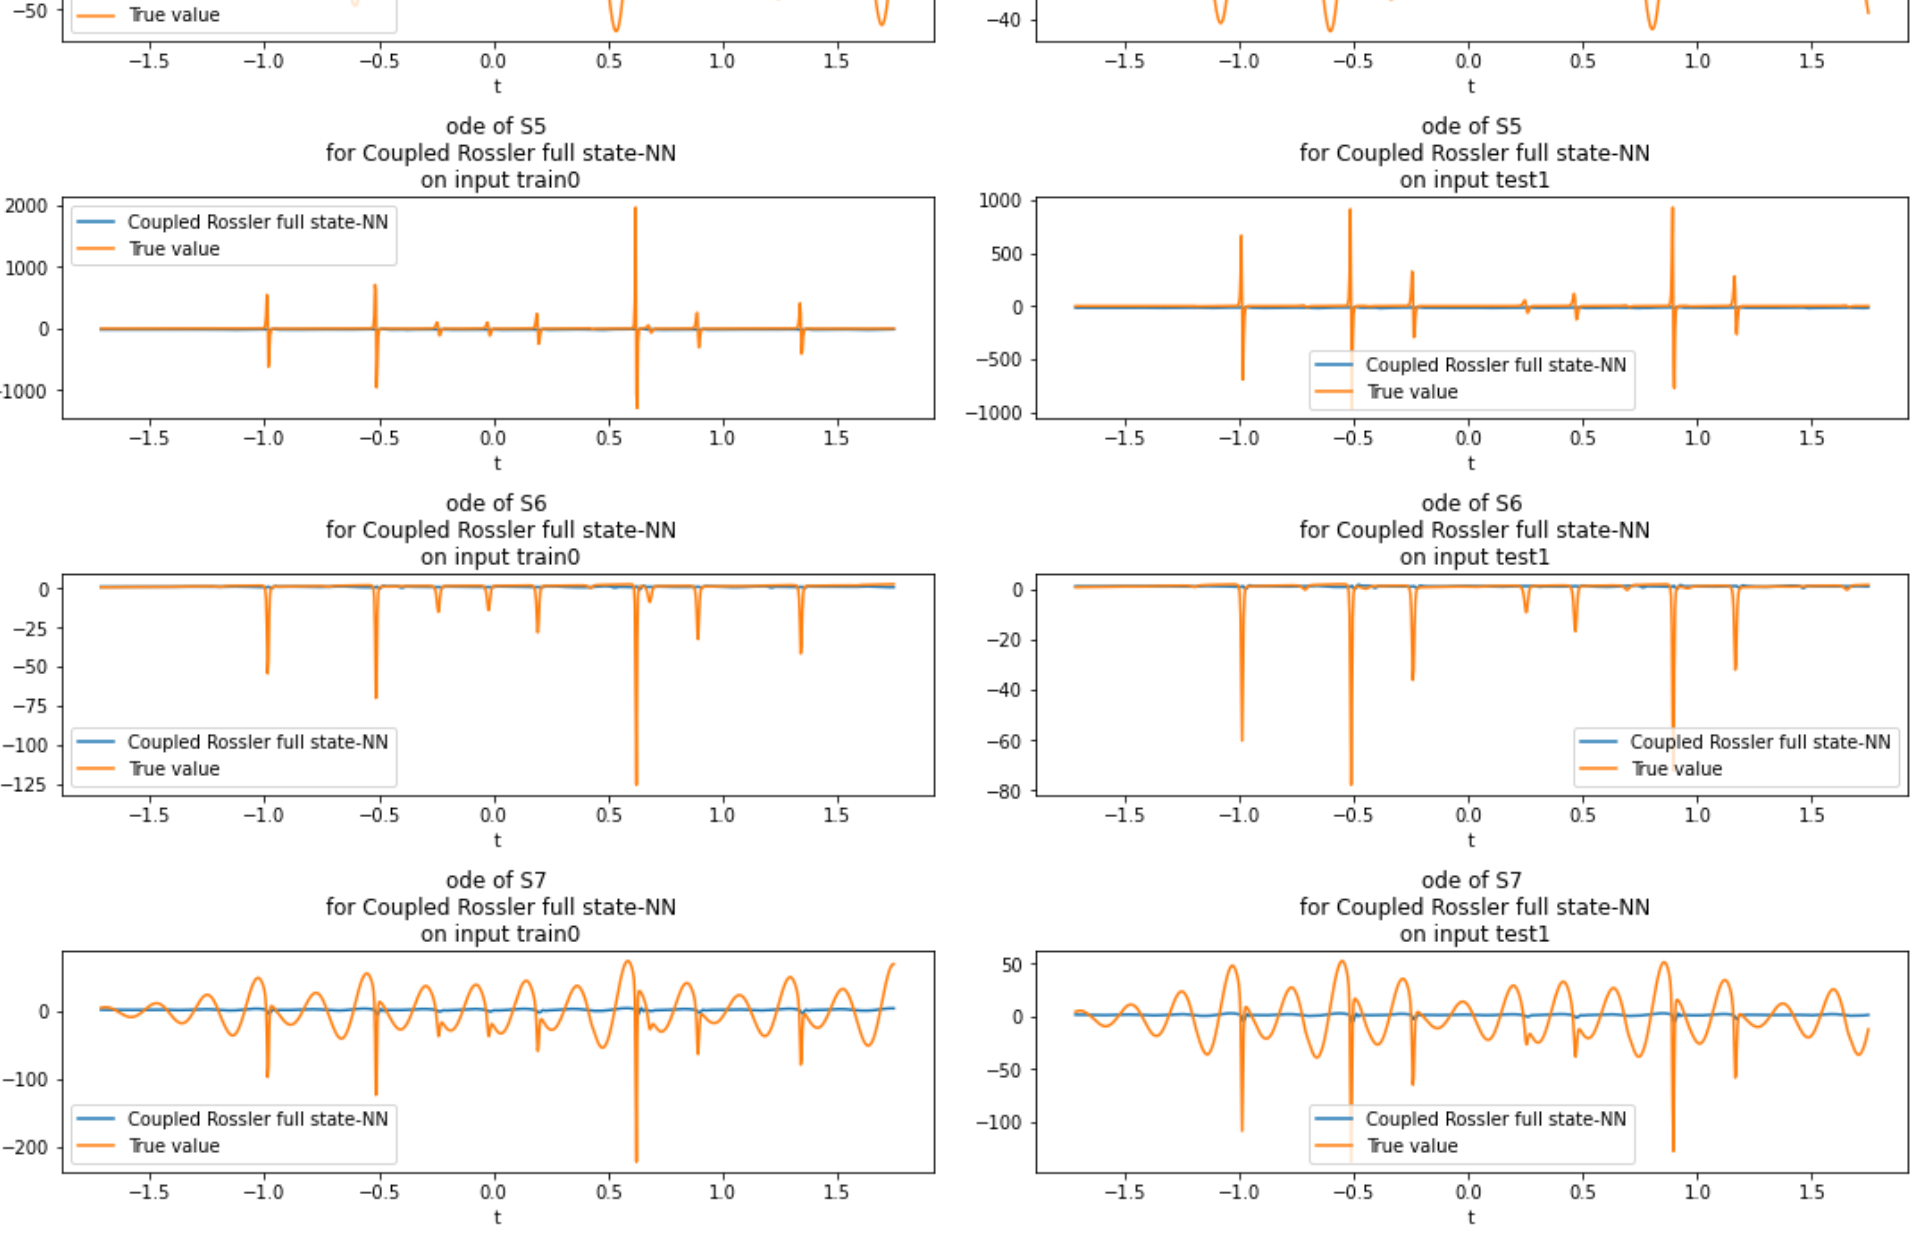 −50
True value
−1.5 −1.0 −0.5 0.0 0.5 1.0 1.5
t
−40
−1.5 −1.0 −0.5 0.0 0.5 1.0 1.5
t
ode of S5
for Coupled Rossler full state-NN
on input train0
2000
1000
0
−1000
Coupled Rossler full state-NN
True value
−1.5 −1.0 −0.5 0.0 0.5 1.0 1.5
t
ode of S5
for Coupled Rossler full state-NN
on input test1
1000
500
0
−500
−1000
Coupled Rossler full state-NN
True value
−1.5 −1.0 −0.5 0.0 0.5 1.0 1.5
t
ode of S6
for Coupled Rossler full state-NN
on input train0
0
−25
−50
−75
−100
−125
Coupled Rossler full state-NN
True value
−1.5 −1.0 −0.5 0.0 0.5 1.0 1.5
t
ode of S6
for Coupled Rossler full state-NN
on input test1
0
−20
−40
−60
−80
Coupled Rossler full state-NN
True value
−1.5 −1.0 −0.5 0.0 0.5 1.0 1.5
t
ode of S7
for Coupled Rossler full state-NN
on input train0
0
−100
−200
Coupled Rossler full state-NN
True value
−1.5 −1.0 −0.5 0.0 0.5 1.0 1.5
t
ode of S7
for Coupled Rossler full state-NN
on input test1
50
0
−50
−100
Coupled Rossler full state-NN
True value
−1.5 −1.0 −0.5 0.0 0.5 1.0 1.5
t